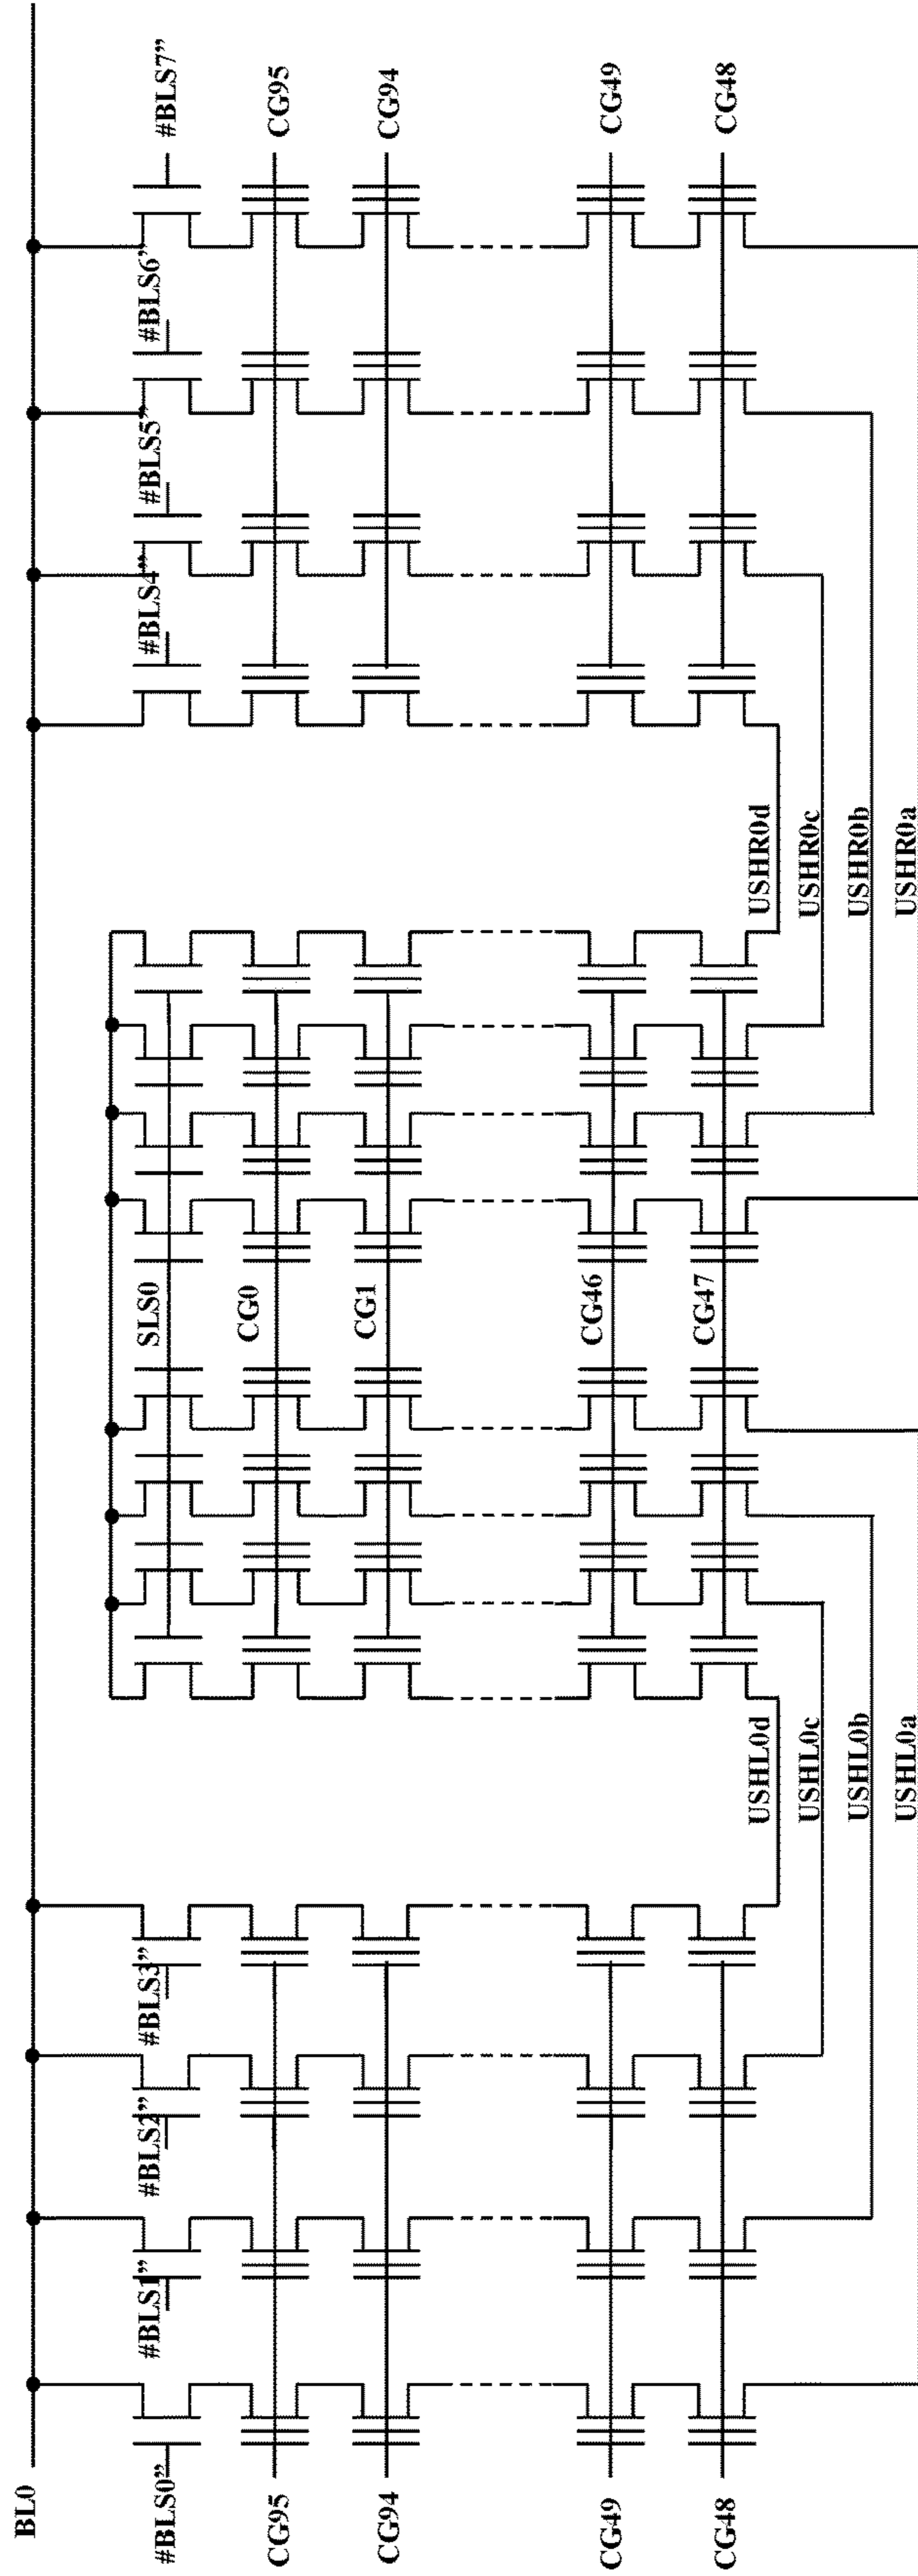 BL0
#BLS0”
#BLS1”
#BLS2”
#BLS3”
SLS0
#BLS4”
#BLS5”
#BLS6”
#BLS7”
CG95
CG0
CG95
CG94
CG1
CG94
CG49
CG46
CG49
CG48
CG47
CG48
USHL0d
USHR0d
USHL0c
USHR0c
USHL0b
USHR0b
USHL0a
USHR0a